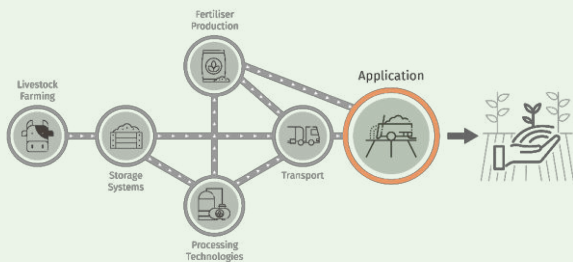 Fertiliser
Production
Application
Livestock
Farming
Storage
Systems
Transport
Processing
Technologies